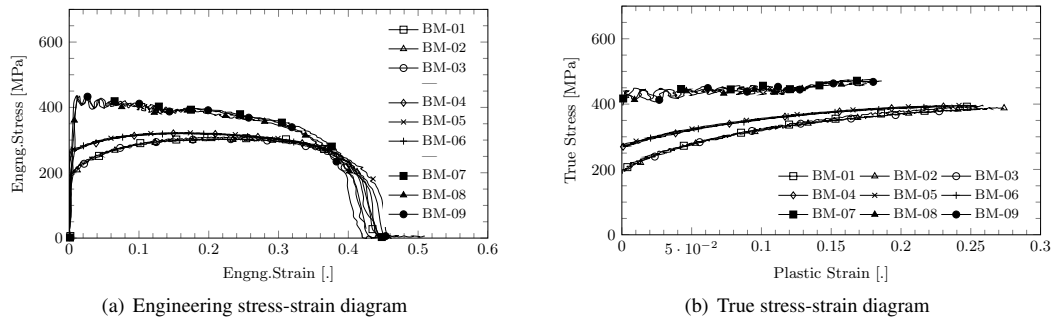 600
400
200
0
0
0.1
0.2
0.3
0.4
0.5
0.6
Engng.Stress [MPa]
Engng.Strain [.]
BM-01
BM-02
BM-03
—
BM-04
BM-05
BM-06
—
BM-07
BM-08
BM-09
(a) Engineering stress-strain diagram
600
400
200
0
0
5 · 10⁻²
0.1
0.15
0.2
0.25
0.3
True Stress [MPa]
Plastic Strain [.]
BM-01 BM-02 BM-03
BM-04 BM-05 BM-06
BM-07 BM-08 BM-09
(b) True stress-strain diagram